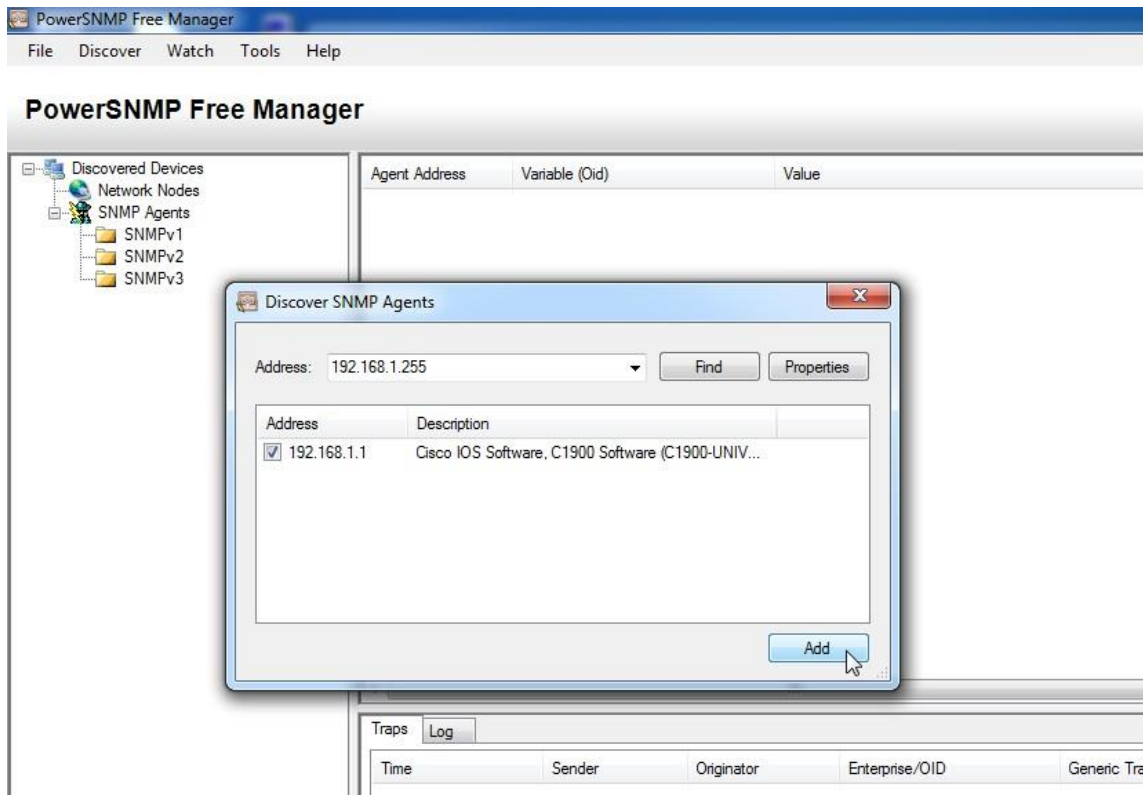 PowerSNMP Free Manager
File Discover Watch Tools Help
PowerSNMP Free Manager
Discovered Devices
Network Nodes
SNMP Agents
SNMPv1
SNMPv2
SNMPv3
Agent Address Variable (Oid) Value
Discover SNMP Agents
Address: 192.168.1.255 Find Properties
Address Description
192.168.1.1 Cisco IOS Software, C1900 Software (C1900-UNIV...
Add
Traps Log
Time Sender Originator Enterprise/OID Generic Tra